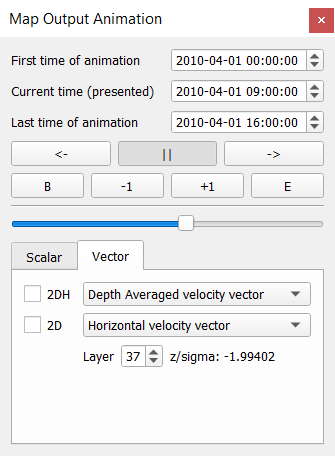 Map Output Animation ×
First time of animation 2010-04-01 00:00:00
Current time (presented) 2010-04-01 09:00:00
Last time of animation 2010-04-01 16:00:00
<- || ->
B -1 +1 E
Scalar Vector
2DH Depth Averaged velocity vector
2D Horizontal velocity vector
Layer 37 z/sigma: -1.99402